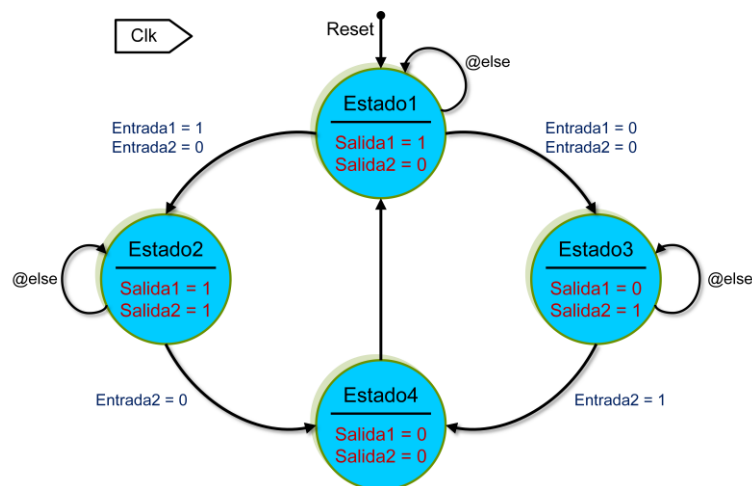 Clk
Reset
@else
Estado1
Salida1 = 1
Salida2 = 0
Entrada1 = 1
Entrada2 = 0
Entrada1 = 0
Entrada2 = 0
@else
Estado2
Salida1 = 1
Salida2 = 1
Estado3
Salida1 = 0
Salida2 = 1
@else
Entrada2 = 0
Estado4
Salida1 = 0
Salida2 = 0
Entrada2 = 1